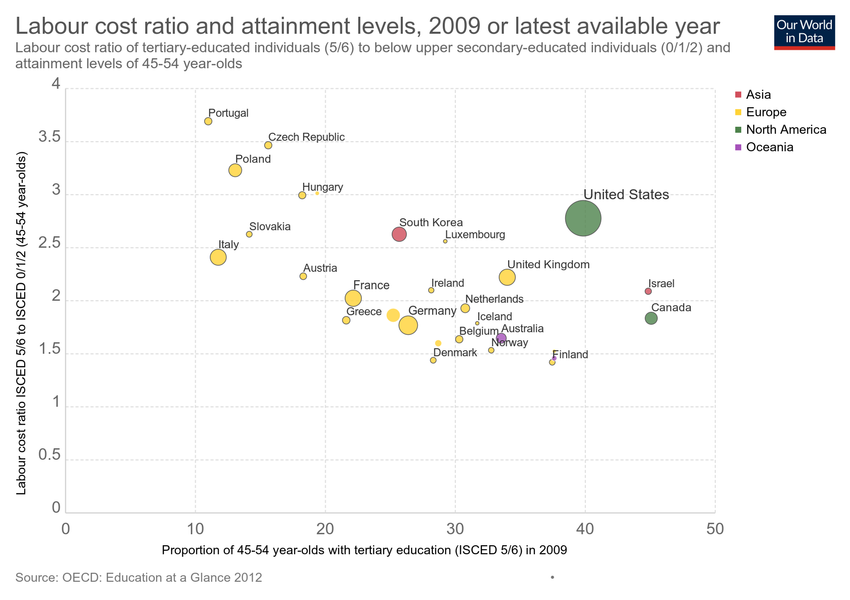 Labour cost ratio and attainment levels, 2009 or latest available year
Labour cost ratio of tertiary-educated individuals (5/6) to below upper secondary-educated individuals (0/1/2) and
attainment levels of 45-54 year-olds
Our World
in Data
4
3.5
3
2.5
2
1.5
1
0.5
0
Labour cost ratio ISCED 5/6 to ISCED 0/1/2 (45-54 year-olds)
Portugal
Czech Republic
Poland
Hungary
United States
South Korea
Slovakia
Luxembourg
Italy
United Kingdom
Austria
France
Ireland
Israel
Netherlands
Greece
Germany
Canada
Iceland
Belgium
Australia
Norway
Denmark
Finland
Asia
Europe
North America
Oceania
0
10
20
30
40
50
Proportion of 45-54 year-olds with tertiary education (ISCED 5/6) in 2009
Source: OECD: Education at a Glance 2012